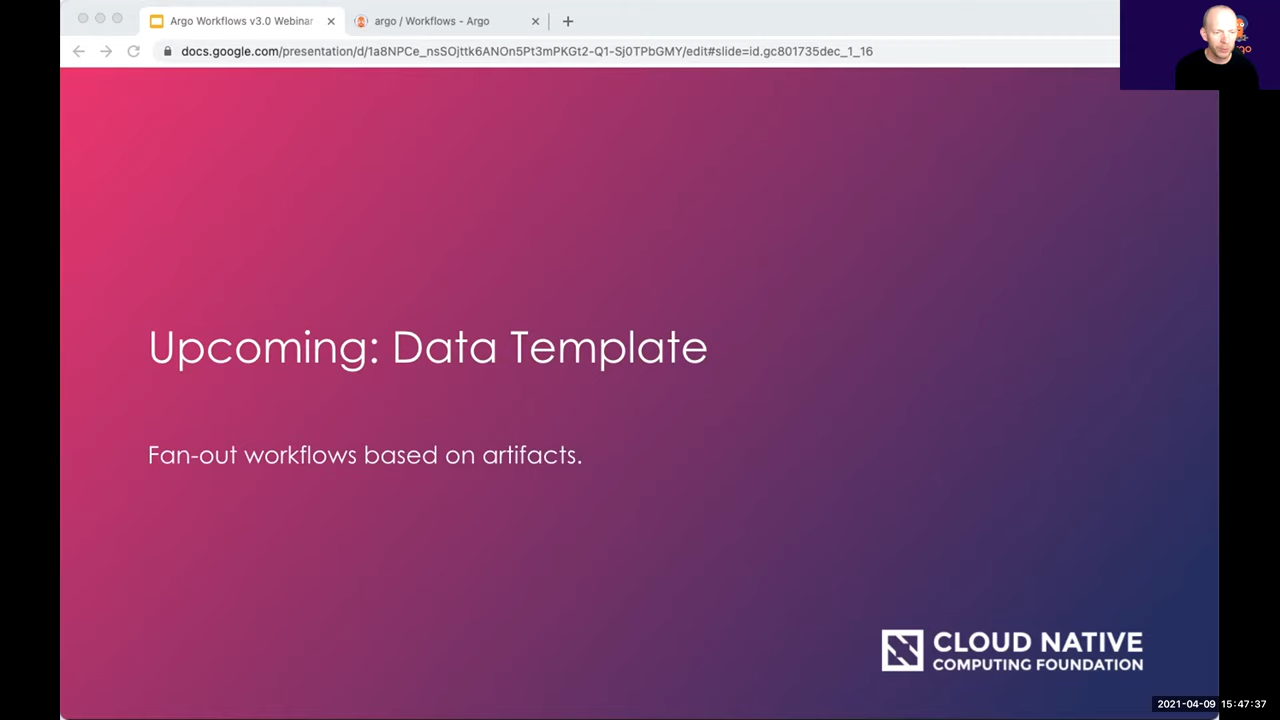 Argo Workflows v3.0 Webinar
argo / Workflows - Argo
docs.google.com/presentation/d/1a8NPCe_nsSOjttk6ANOn5Pt3mPKGt2-Q1-Sj0TPbGMY/edit#slide=id.gc801735dec_1_16
Upcoming: Data Template
Fan-out workflows based on artifacts.
CLOUD NATIVE
COMPUTING FOUNDATION
2021-04-09 15:47:37